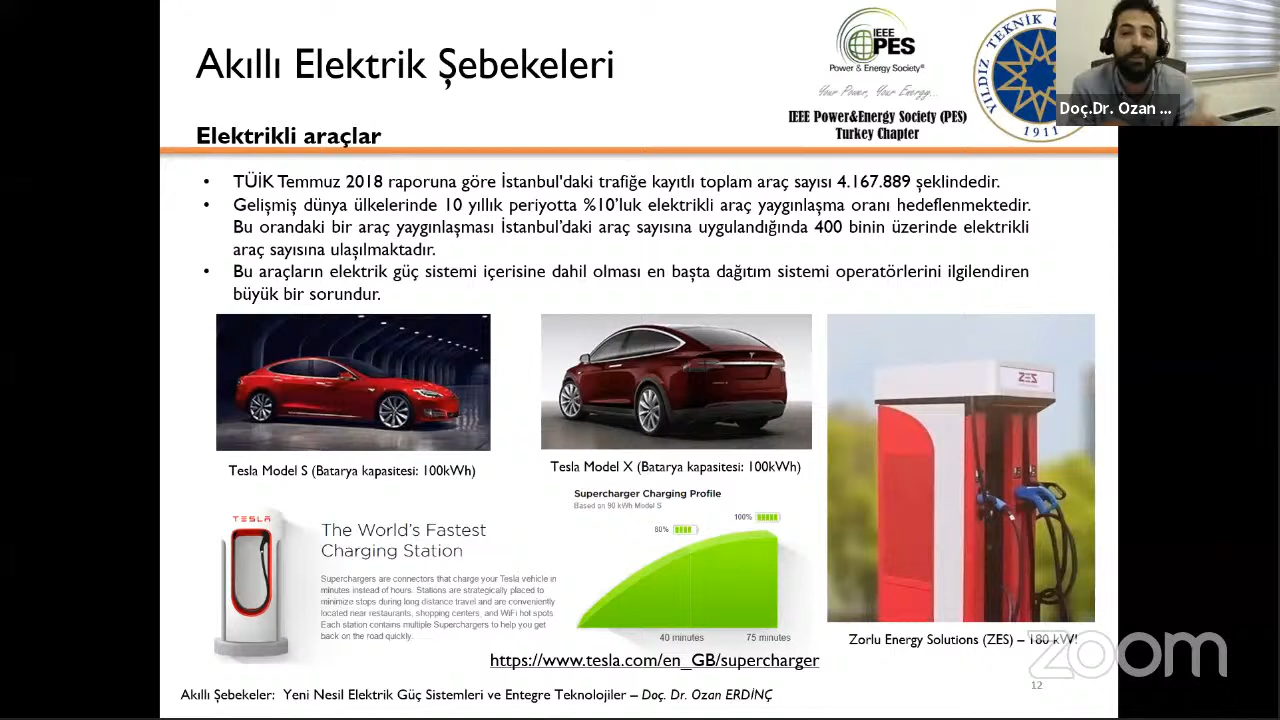 Akıllı Elektrik Şebekeleri
IEEE
PES
Power & Energy Society®
Your Power, Your Energy...
IEEE Power&Energy Society (PES)
Turkey Chapter
YILDIZ TEKNİK Ü
1911
Doç.Dr. Ozan ...
Elektrikli araçlar
• TÜİK Temmuz 2018 raporuna göre İstanbul'daki trafiğe kayıtlı toplam araç sayısı 4.167.889 şeklindedir.
• Gelişmiş dünya ülkelerinde 10 yıllık periyotta %10'luk elektrikli araç yaygınlaşma oranı hedeflenmektedir.
Bu orandaki bir araç yaygınlaşması İstanbul'daki araç sayısına uygulandığında 400 binin üzerinde elektrikli
araç sayısına ulaşılmaktadır.
• Bu araçların elektrik güç sistemi içerisine dahil olması en başta dağıtım sistemi operatörlerini ilgilendiren
büyük bir sorundur.
ZES
Tesla Model S (Batarya kapasitesi: 100kWh)
Tesla Model X (Batarya kapasitesi: 100kWh)
Supercharger Charging Profile
Based on 90 kWh Model S
100%
80%
TESLA
The World's Fastest
Charging Station
Superchargers are connectors that charge your Tesla vehicle in
minutes instead of hours. Stations are strategically placed to
minimize stops during long distance travel and are conveniently
located near restaurants, shopping centers, and WiFi hot spots.
Each station contains multiple Superchargers to help you get
back on the road quickly.
40 minutes
75 minutes
Zorlu Energy Solutions (ZES) – 180 kW!
https://www.tesla.com/en_GB/supercharger
zoom
12
Akıllı Şebekeler: Yeni Nesil Elektrik Güç Sistemleri ve Entegre Teknolojiler – Doç. Dr. Ozan ERDİNÇ